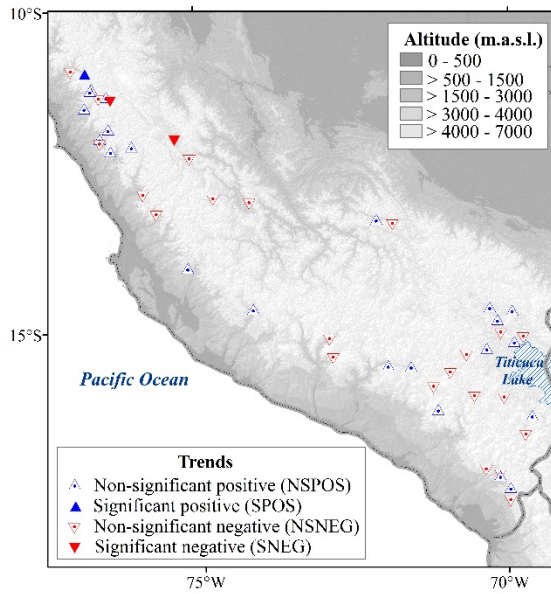 10°S
Altitude (m.a.s.l.)
0 - 500
> 500 - 1500
> 1500 - 3000
> 3000 - 4000
> 4000 - 7000
15°S
Pacific Ocean
Titicaca
Lake
Trends
Non-significant positive (NSPOS)
Significant positive (SPOS)
Non-significant negative (NSNEG)
Significant negative (SNEG)
75°W
70°W